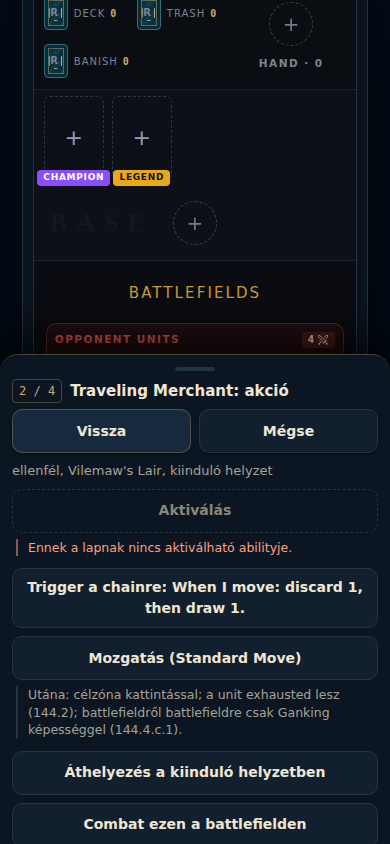 DECK 0
TRASH 0
BANISH 0
HAND · 0
CHAMPION
LEGEND
BASE
BATTLEFIELDS
OPPONENT UNITS
4
2 / 4
Traveling Merchant: akció
Vissza
Mégse
ellenfél, Vilemaw's Lair, kiinduló helyzet
Aktiválás
Ennek a lapnak nincs aktiválható abilityje.
Trigger a chainre: When I move: discard 1,
then draw 1.
Mozgatás (Standard Move)
Utána: célzóna kattintással; a unit exhausted lesz
(144.2); battlefieldről battlefieldre csak Ganking
képességgel (144.4.c.1).
Áthelyezés a kiinduló helyzetben
Combat ezen a battlefielden